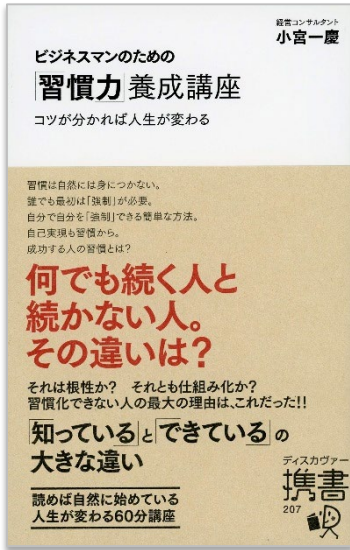 経営コンサルタント
小宮一慶
ビジネスマンのための
「習慣力」養成講座
コツが分かれば人生が変わる
習慣は自然には身につかない。
誰でも最初は「強制」が必要。
自分で自分を「強制」できる簡単な方法。
自己実現も習慣から。
成功する人の習慣とは？
何でも続く人と
続かない人。
その違いは？
それは根性か？　それとも仕組み化か？
習慣化できない人の最大の理由は、これだった!!
「知っている」と「できている」の
大きな違い
読めば自然に始めている
人生が変わる60分講座
ディスカヴァー
携書
207